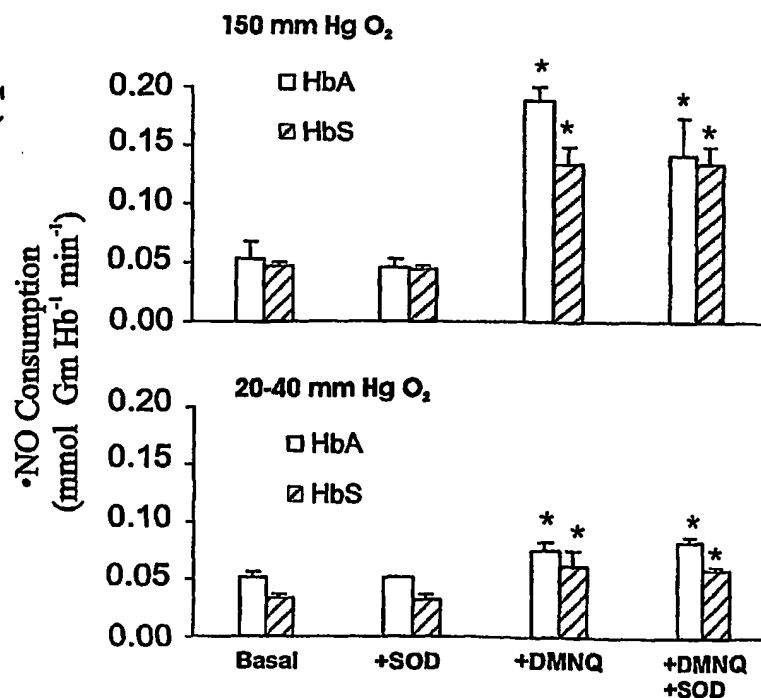 150 mm Hg O₂
HbA
HbS
* * * *
0.20
0.15
0.10
0.05
0.00
•NO Consumption
(mmol Gm Hb⁻¹ min⁻¹)
20-40 mm Hg O₂
HbA
HbS
* * * *
0.20
0.15
0.10
0.05
0.00
Basal +SOD +DMNQ +DMNQ
+SOD